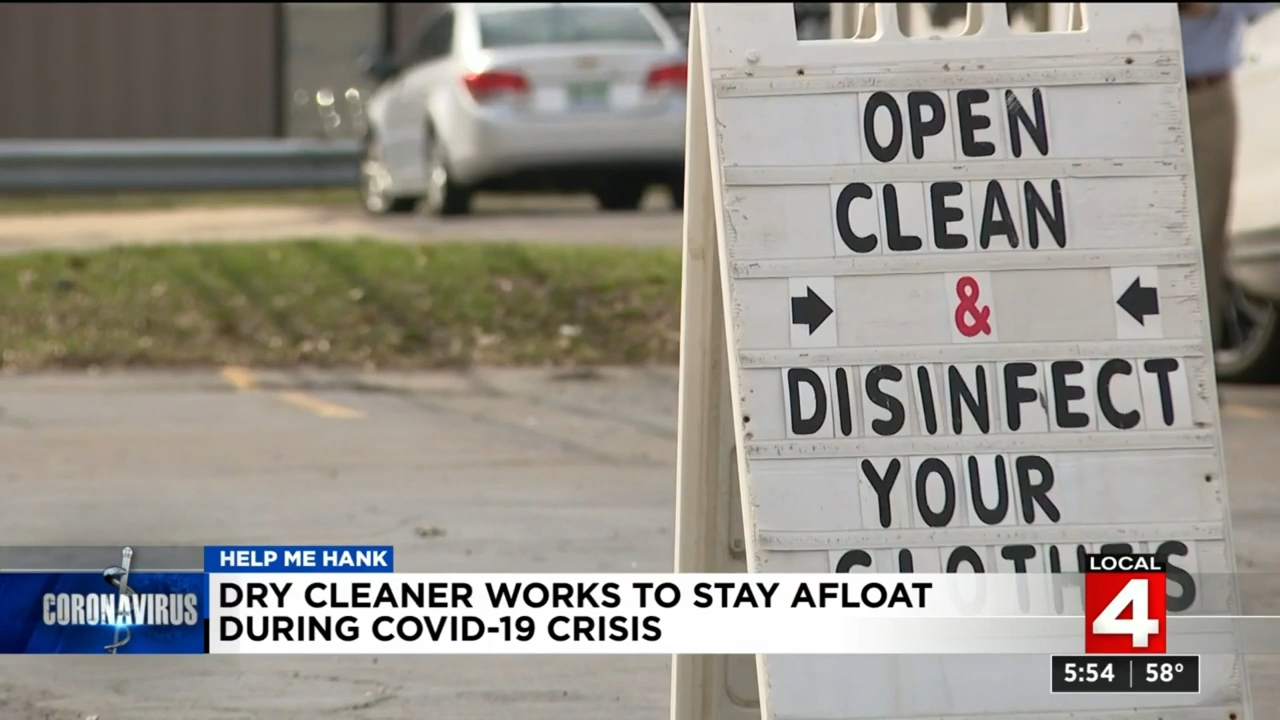 OPEN
CLEAN
&
DISINFECT
YOUR
CLOTHES
HELP ME HANK
CORONAVIRUS
DRY CLEANER WORKS TO STAY AFLOAT
DURING COVID-19 CRISIS
LOCAL
4
5:54 58°